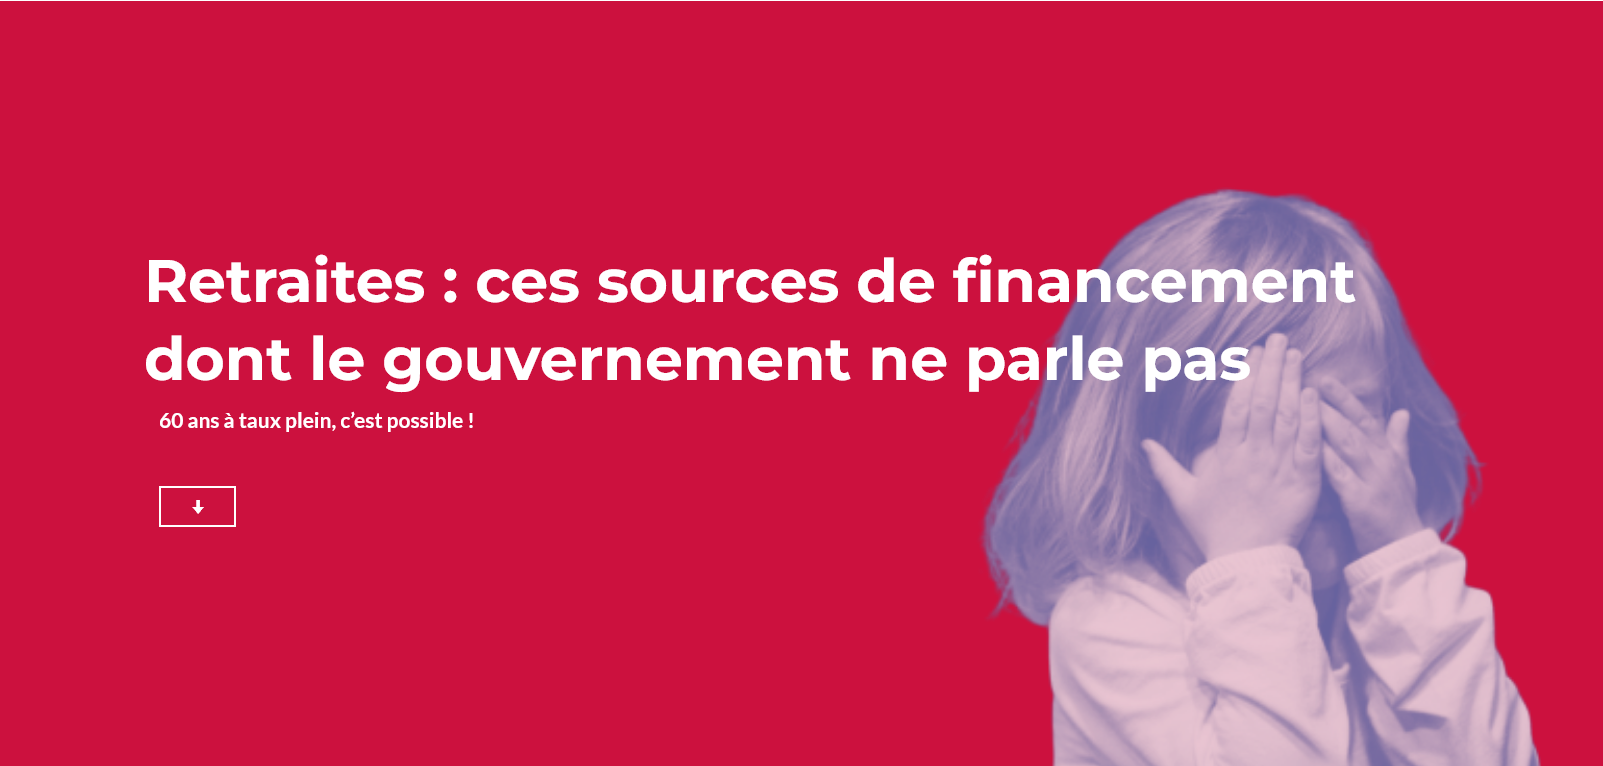 Retraites : ces sources de financement
dont le gouvernement ne parle pas
60 ans à taux plein, c’est possible !